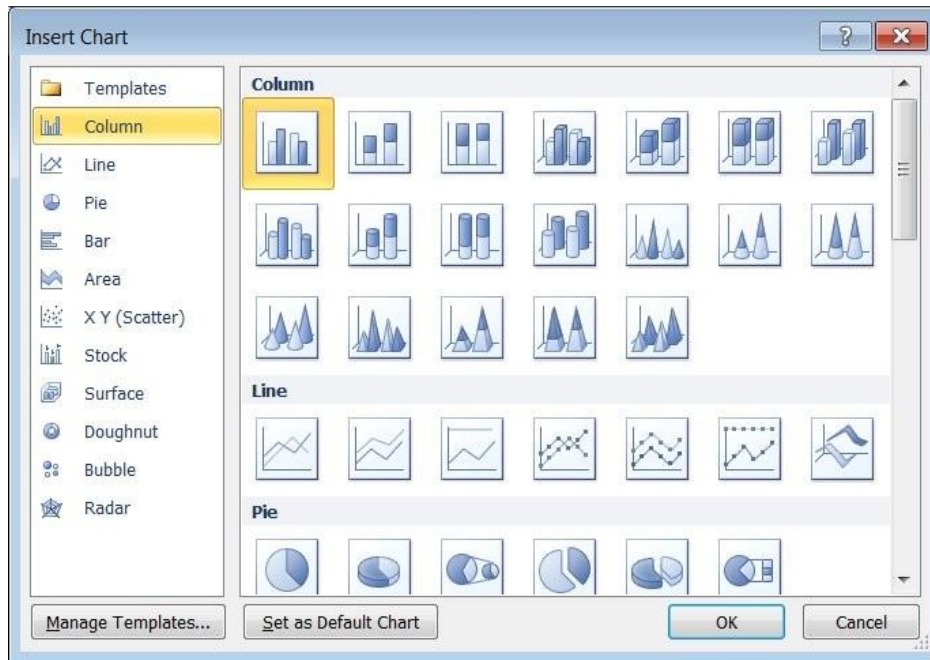 Insert Chart
?
Templates
Column
Line
Pie
Bar
Area
X Y (Scatter)
Stock
Surface
Doughnut
Bubble
Radar
Column
Line
Pie
Manage Templates...
Set as Default Chart
OK
Cancel